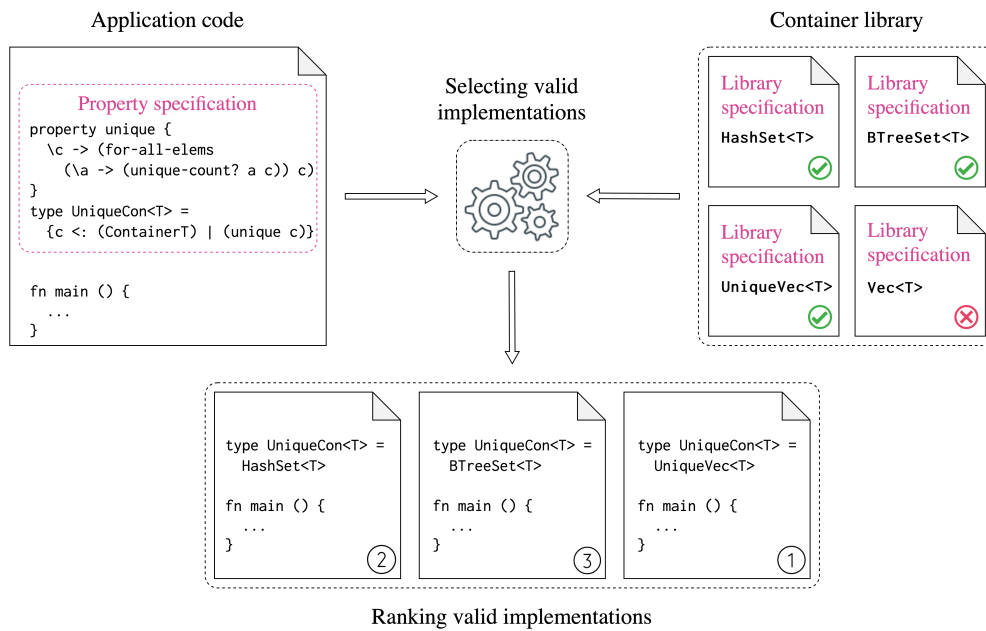 Application code
Property specification
property unique {
\c -> (for-all-elems
(\a -> (unique-count? a c)) c)
}
type UniqueCon<T> =
{c <: (ContainerT) | (unique c)}
fn main () {
...
}
Selecting valid
implementations
Container library
Library
specification
HashSet<T>
Library
specification
BTreeSet<T>
Library
specification
UniqueVec<T>
Library
specification
Vec<T>
type UniqueCon<T> =
HashSet<T>
fn main () {
...
}
2
type UniqueCon<T> =
BTreeSet<T>
fn main () {
...
}
3
type UniqueCon<T> =
UniqueVec<T>
fn main () {
...
}
1
Ranking valid implementations